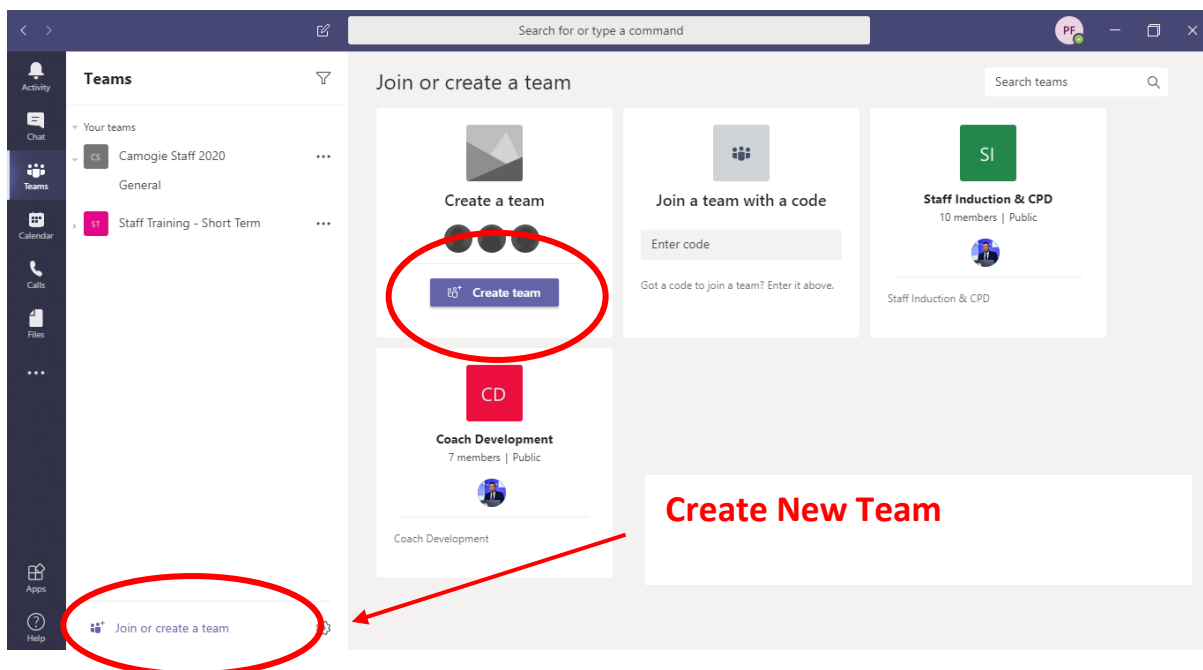 Search for or type a command
PF
Activity
Chat
Teams
Calendar
Calls
Files
Apps
Help
Teams
Your teams
CS Camogie Staff 2020
General
ST Staff Training - Short Term
Join or create a team
Join or create a team
Search teams
Create a team
Create team
Join a team with a code
Enter code
Got a code to join a team? Enter it above.
SI
Staff Induction & CPD
10 members | Public
Staff Induction & CPD
CD
Coach Development
7 members | Public
Coach Development
Create New Team